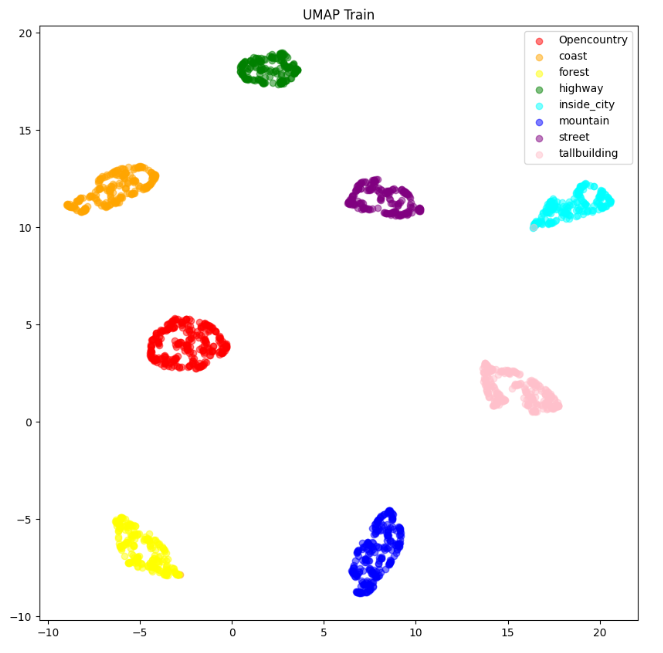 UMAP Train
Opencountry
coast
forest
highway
inside_city
mountain
street
tallbuilding
20
15
10
5
0
−5
−10
−10
−5
0
5
10
15
20